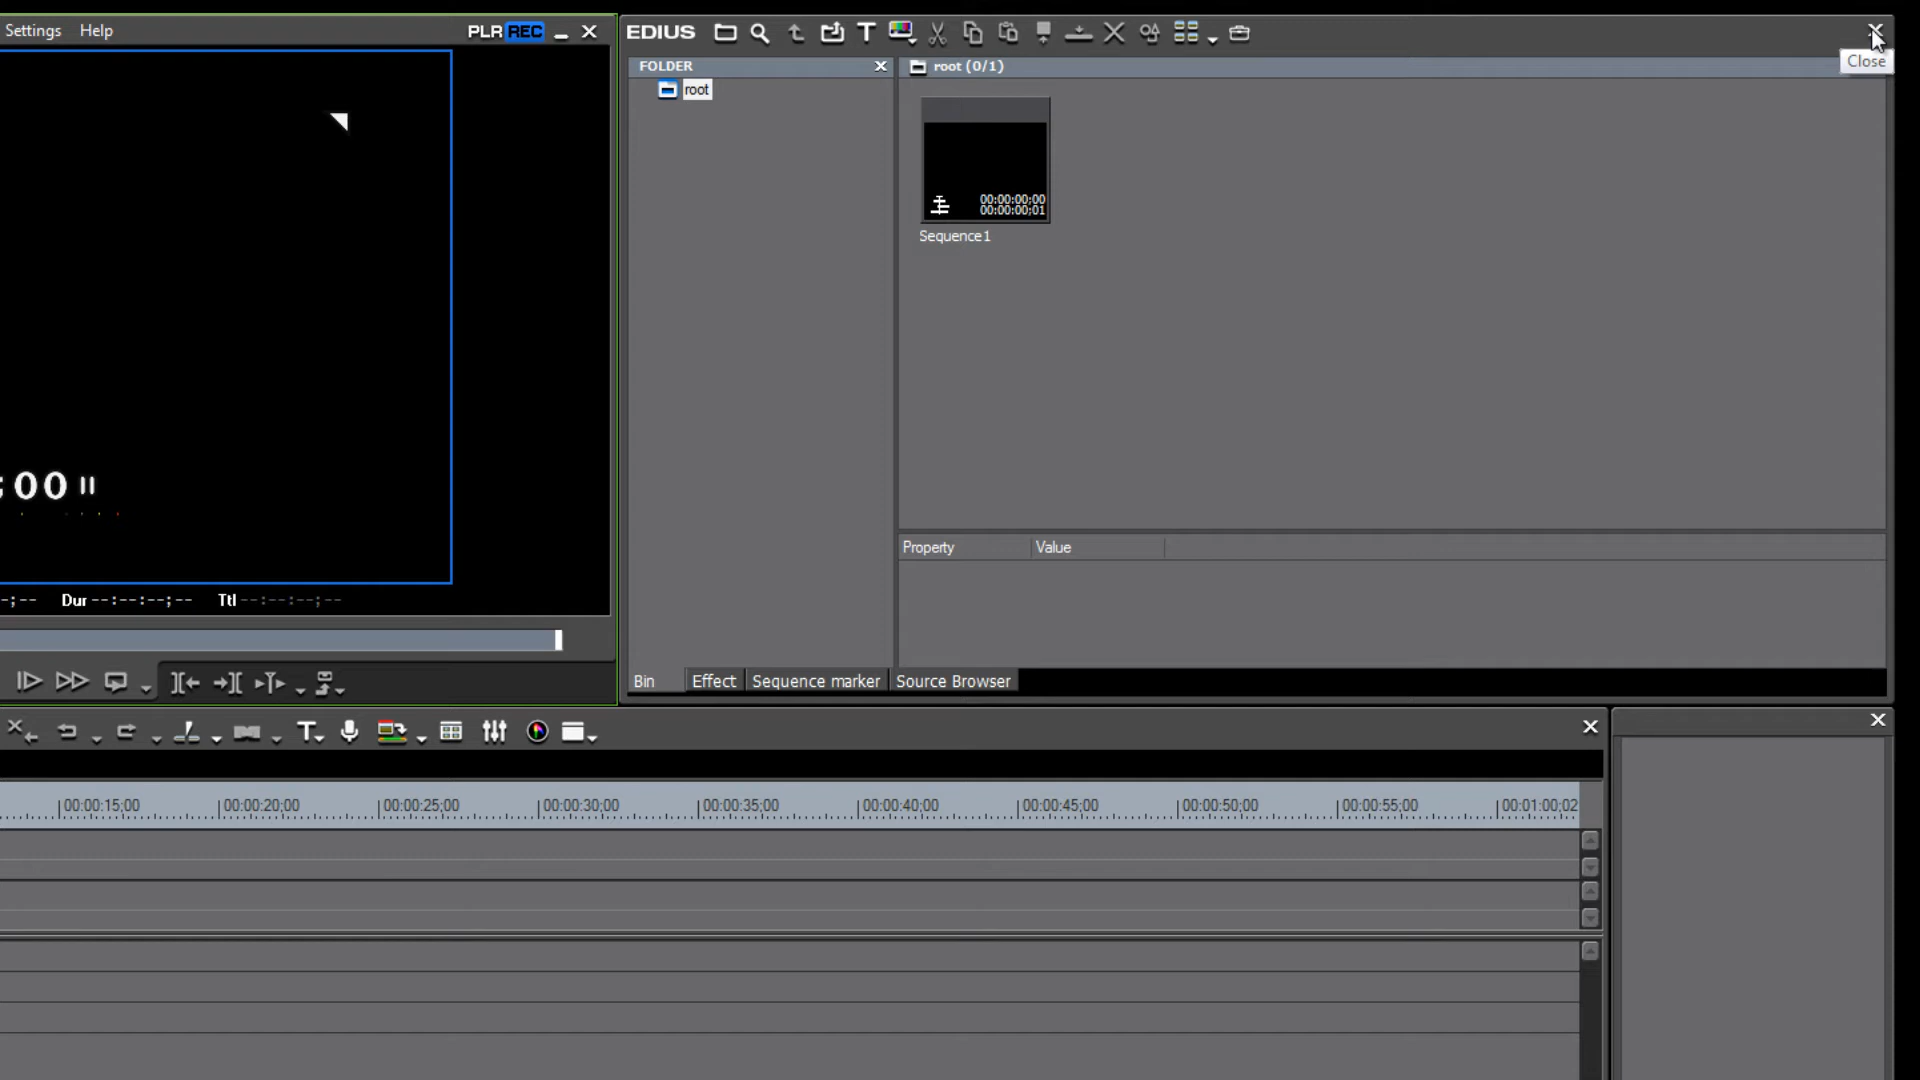 Settings Help PLR REC
EDIUS
Close
FOLDER
root (0/1)
root
00:00:00;00
00:00:00;01
Sequence1
:00
Property Value
--;-- Dur --:--:--;-- Ttl --:--:--;--
Bin Effect Sequence marker Source Browser
00:00:15;00 00:00:20;00 00:00:25;00 00:00:30;00 00:00:35;00 00:00:40;00 00:00:45;00 00:00:50;00 00:00:55;00 00:01:00;02